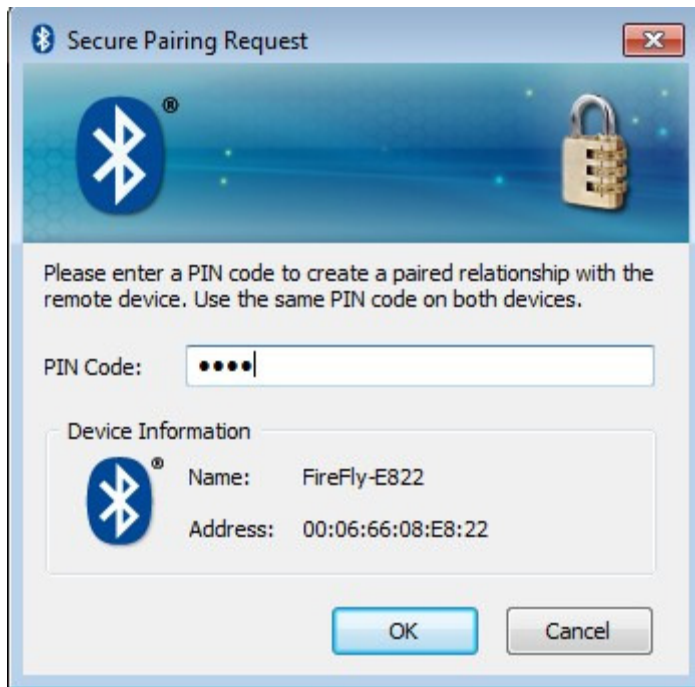 Secure Pairing Request
®
Please enter a PIN code to create a paired relationship with the
remote device. Use the same PIN code on both devices.
PIN Code: ●●●●
Device Information
®
Name: FireFly-E822
Address: 00:06:66:08:E8:22
OK Cancel